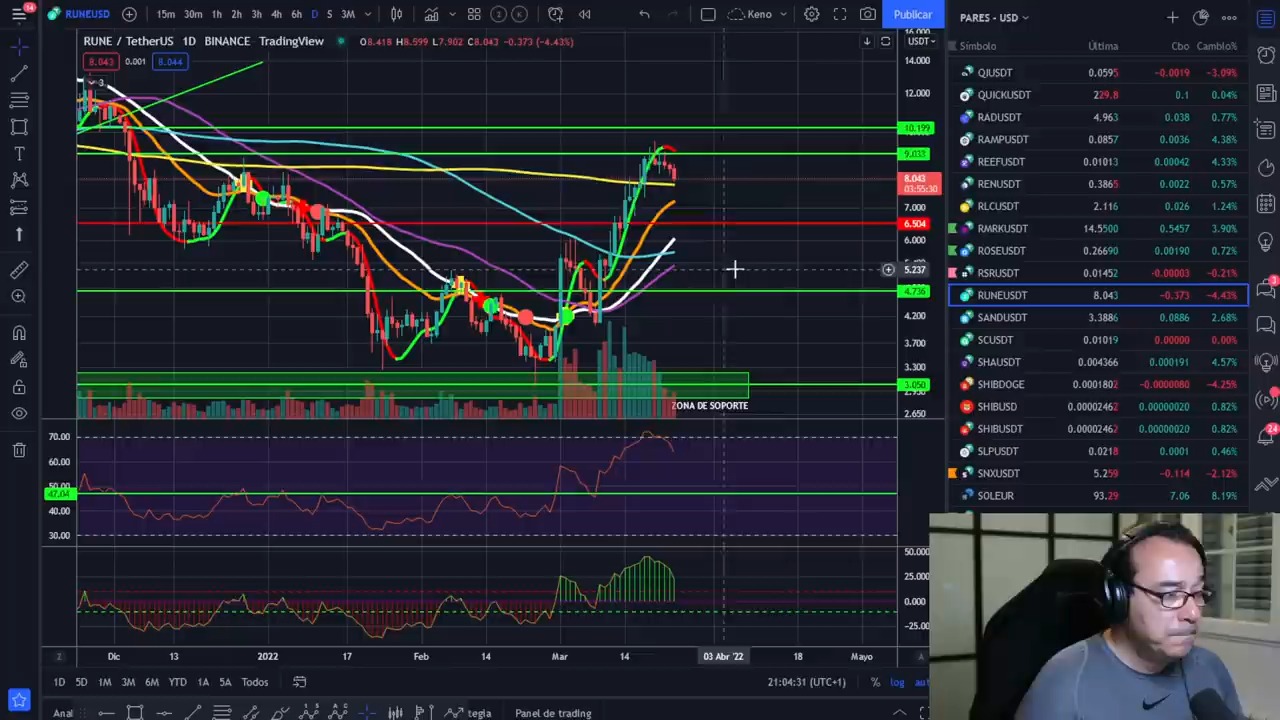 14
RUNEUSD
15m 30m 1h 2h 3h 4h 6h D S 3M
Keno
Publicar
RUNE / TetherUS 1D BINANCE TradingView
O8.418 H8.599 L7.902 C8.043 -0.373 (-4.43%)
USDT
8.043 0.001 8.044
3
16.000
14.000
12.000
10.199
9.033
8.043
03:55:30
7.000
6.504
6.000
5.237
4.736
4.200
3.700
3.300
3.050
2.650
ZONA DE SOPORTE
70.00
60.00
47.04
40.00
30.00
50.000
25.000
0.000
-25.00
Z
Dic 13 2022 17 Feb 14 Mar 14 03 Abr '22 18 Mayo
A
1D 5D 1M 3M 6M YTD 1A 5A Todos
21:04:31 (UTC+1)
% log aut
Anal
tegia
Panel de trading
PARES - USD
Símbolo Última Cbo Cambio%
QIUSDT 0.0595 −0.0019 −3.09%
QUICKUSDT 229.8 0.1 0.04%
RADUSDT 4.963 0.038 0.77%
RAMPUSDT 0.0857 0.0036 4.38%
REEFUSDT 0.01013 0.00042 4.33%
RENUSDT 0.3865 0.0022 0.57%
RLCUSDT 2.116 0.026 1.24%
RMRKUSDT 14.5500 0.5457 3.90%
ROSEUSDT 0.26690 0.00190 0.72%
RSRUSDT 0.01452 −0.00003 −0.21%
RUNEUSDT 8.043 −0.373 −4.43%
SANDUSDT 3.3886 0.0886 2.68%
SCUSDT 0.01019 0.00000 0.00%
SHAUSDT 0.004366 0.000191 4.57%
SHIBDOGE 0.0001802 −0.0000080 −4.25%
SHIBUSD 0.00002462 0.00000020 0.82%
SHIBUSDT 0.00002462 0.00000020 0.82%
SLPUSDT 0.0218 0.0001 0.46%
SNXUSDT 5.259 −0.114 −2.12%
SOLEUR 93.29 7.06 8.19%
3
24